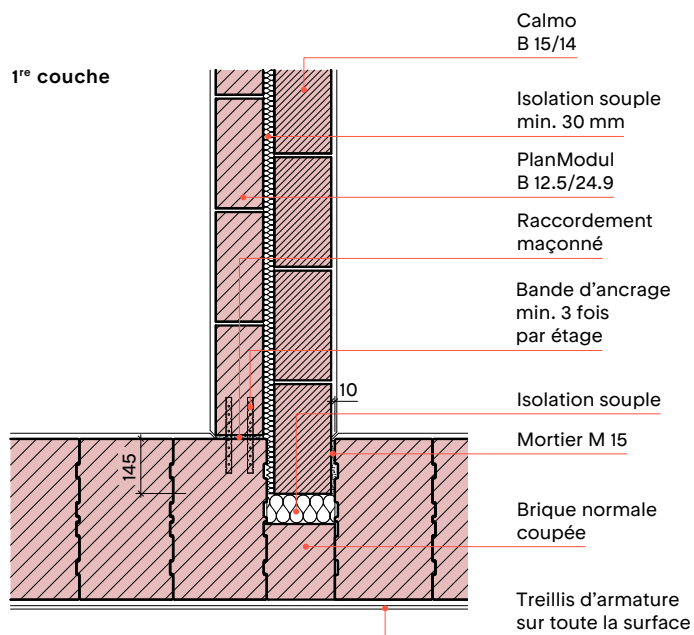 1re couche
Calmo
B 15/14
Isolation souple
min. 30 mm
PlanModul
B 12.5/24.9
Raccordement
maçonné
Bande d’ancrage
min. 3 fois
par étage
10
Isolation souple
Mortier M 15
145
Brique normale
coupée
Treillis d’armature
sur toute la surface